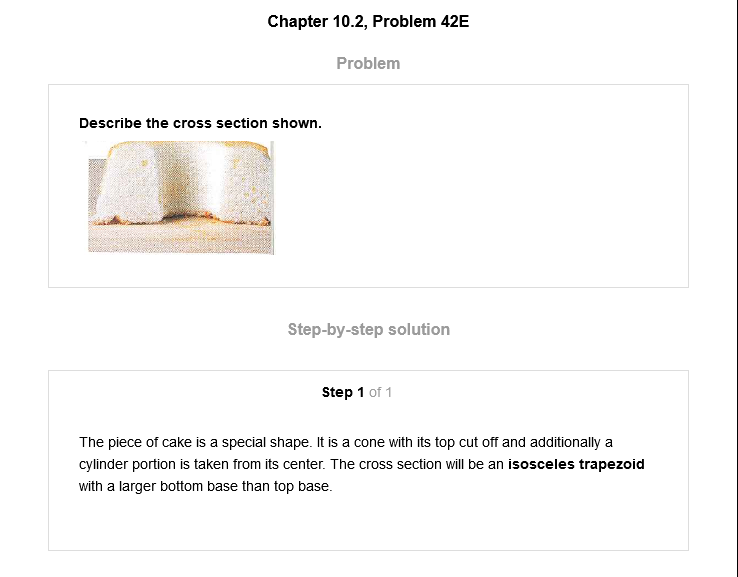 Chapter 10.2, Problem 42E
Problem
Describe the cross section shown.
Step-by-step solution
Step 1 of 1
The piece of cake is a special shape. It is a cone with its top cut off and additionally a
cylinder portion is taken from its center. The cross section will be an isosceles trapezoid
with a larger bottom base than top base.